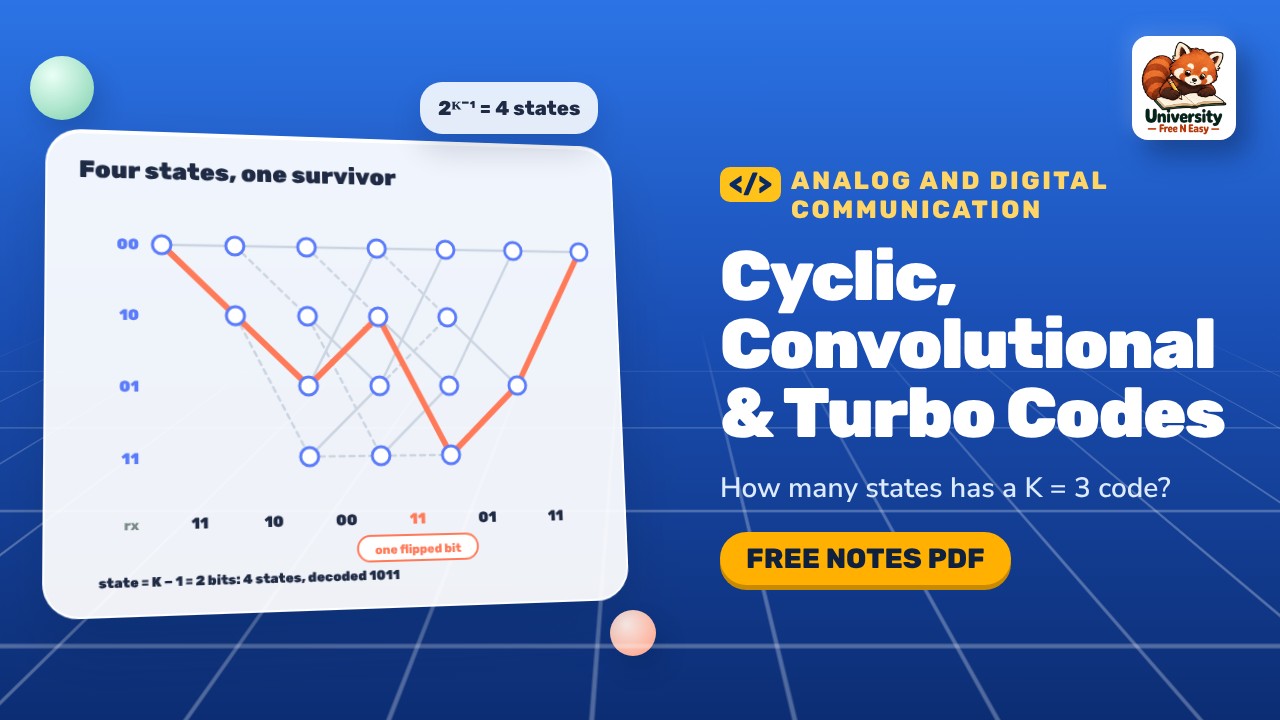 2ᴷ⁻¹ = 4 states
Four states, one survivor
00
10
01
11
rx 11 10 00 11 01 11
one flipped bit
state = K − 1 = 2 bits: 4 states, decoded 1011
University
Free N Easy
</> ANALOG AND DIGITAL
COMMUNICATION
Cyclic,
Convolutional
& Turbo Codes
How many states has a K = 3 code?
FREE NOTES PDF